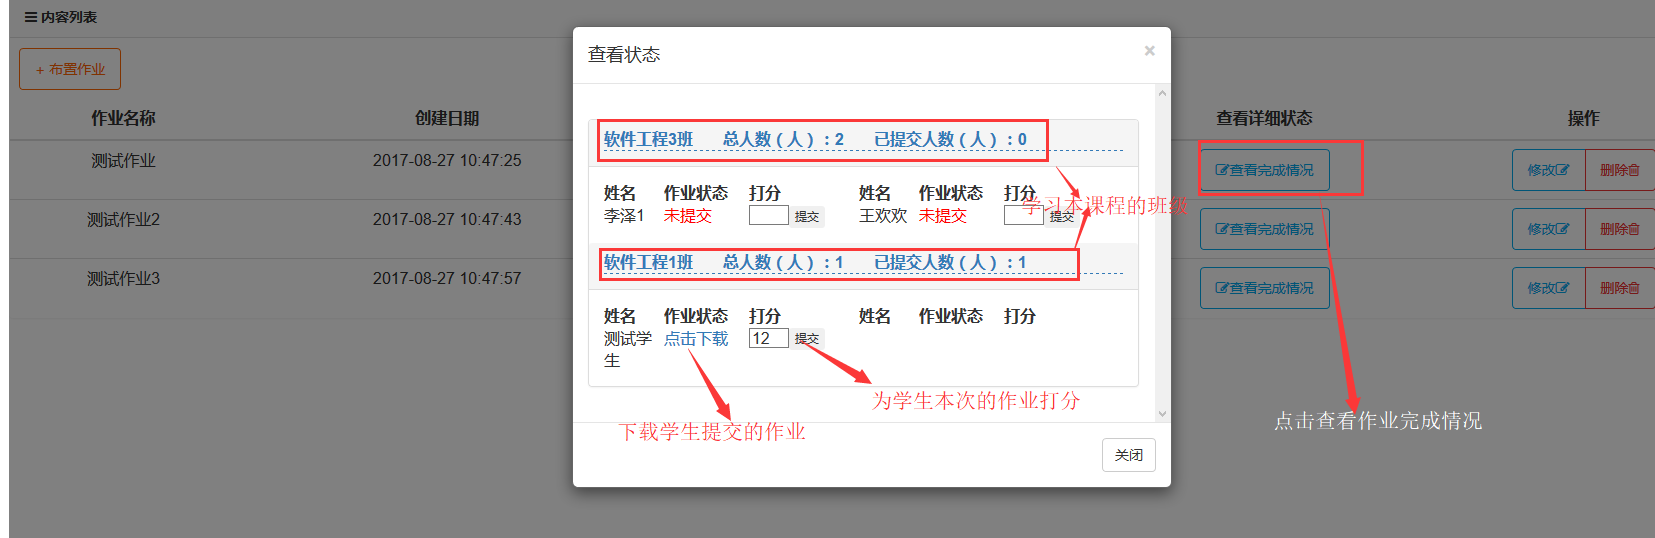 内容列表
+ 布置作业
作业名称 创建日期 查看详细状态 操作
测试作业 2017-08-27 10:47:25 查看完成情况 修改 删除
测试作业2 2017-08-27 10:47:43 查看完成情况 修改 删除
测试作业3 2017-08-27 10:47:57 查看完成情况 修改 删除
查看状态 ×
软件工程3班 总人数（人）：2 已提交人数（人）：0
姓名 作业状态 打分 姓名 作业状态 打分
李泽1 未提交 提交 王欢欢 未提交 提交
学习本课程的班级
软件工程1班 总人数（人）：1 已提交人数（人）：1
姓名 作业状态 打分 姓名 作业状态 打分
测试学 点击下载 12 提交
生
为学生本次的作业打分
下载学生提交的作业
点击查看作业完成情况
关闭